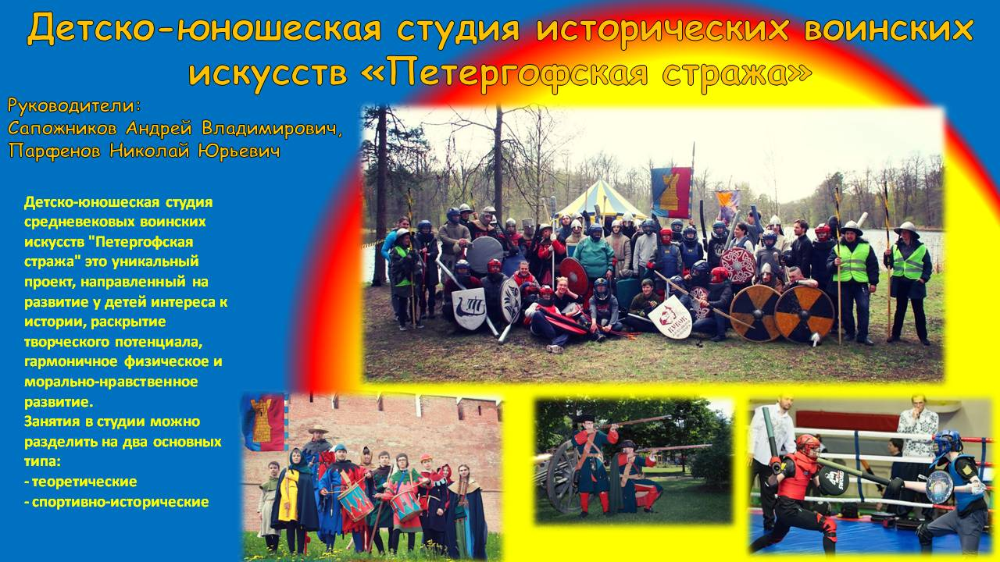 Детско-юношеская студия исторических воинских
искусств «Петергофская стража»
Руководители:
Сапожников Андрей Владимирович,
Парфенов Николай Юрьевич
Детско-юношеская студия
средневековых воинских
искусств "Петергофская
стража" это уникальный
проект, направленный на
развитие у детей интереса к
истории, раскрытие
творческого потенциала,
гармоничное физическое и
морально-нравственное
развитие.
Занятия в студии можно
разделить на два основных
типа:
- теоретические
- спортивно-исторические
КУБОК